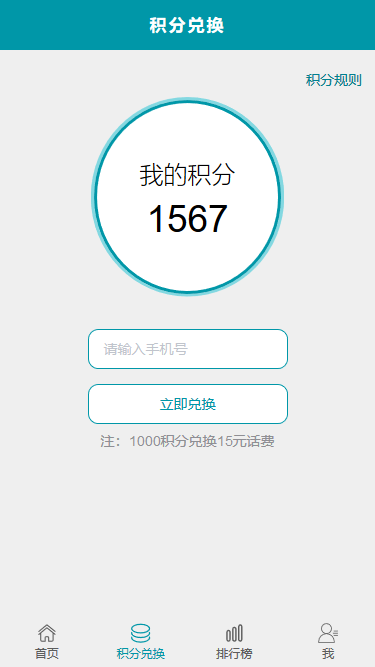 积分兑换
积分规则
我的积分
1567
请输入手机号
立即兑换
注：1000积分兑换15元话费
首页
积分兑换
排行榜
我